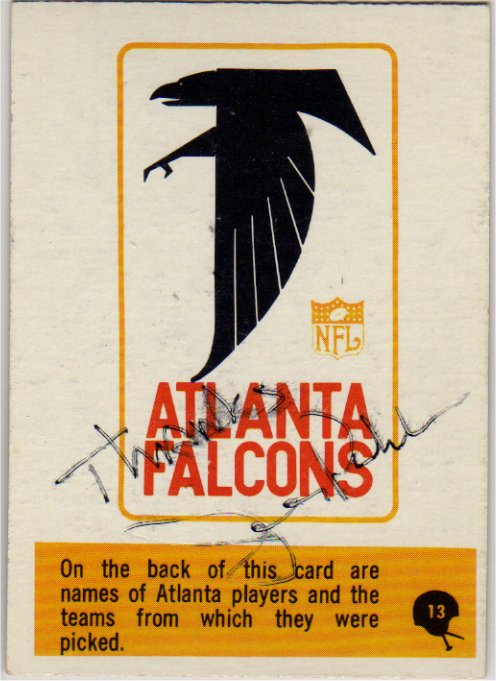 NFL
ATLANTA
FALCONS
Thanks
On the back of this card are
names of Atlanta players and the
teams from which they were
picked.
13